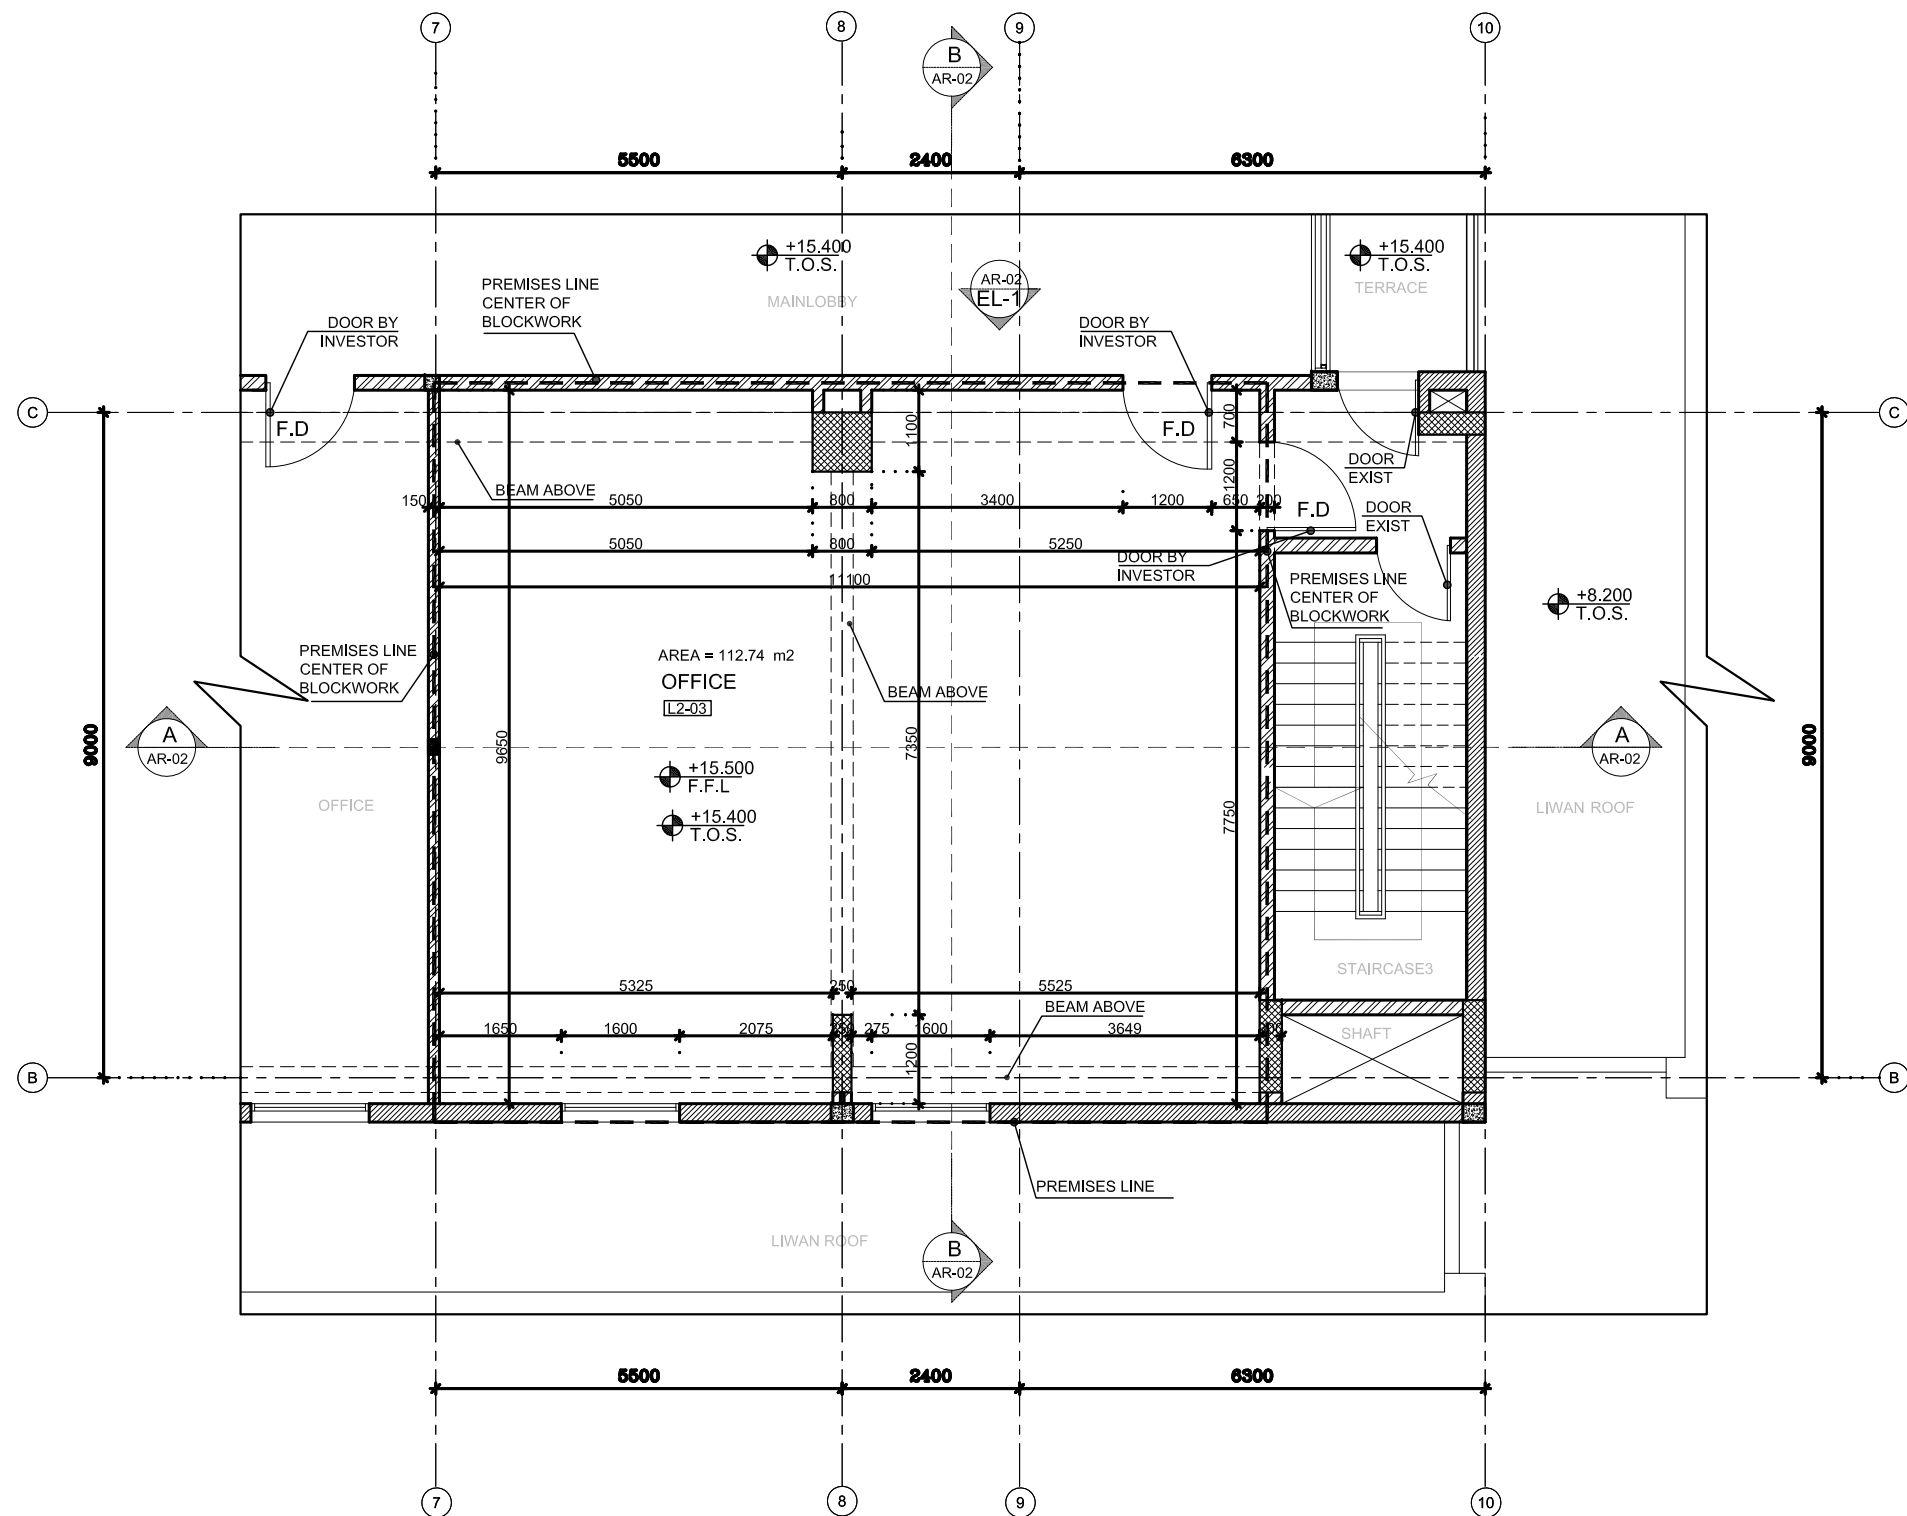 7
8
9
10
B
AR-02
5500
2400
6300
+15.400
T.O.S.
+15.400
T.O.S.
TERRACE
PREMISES LINE
CENTER OF
BLOCKWORK
MAINLOBBY
AR-02
EL-1
DOOR BY
INVESTOR
DOOR BY
INVESTOR
C
C
F.D
F.D
1100
700
1200
DOOR
EXIST
BEAM ABOVE
150
5050
800
3400
1200
650
200
F.D
DOOR
EXIST
5050
800
5250
DOOR BY
INVESTOR
11100
PREMISES LINE
CENTER OF
BLOCKWORK
+8.200
T.O.S.
PREMISES LINE
CENTER OF
BLOCKWORK
AREA = 112.74 m2
OFFICE
L2-03
BEAM ABOVE
9000
A
AR-02
9650
7350
A
AR-02
9000
+15.500
F.F.L
+15.400
T.O.S.
OFFICE
7750
LIWAN ROOF
STAIRCASE3
5325
250
5525
BEAM ABOVE
1650
1600
2075
275
1600
3649
SHAFT
1200
B
B
PREMISES LINE
LIWAN ROOF
B
AR-02
5500
2400
6300
7
8
9
10